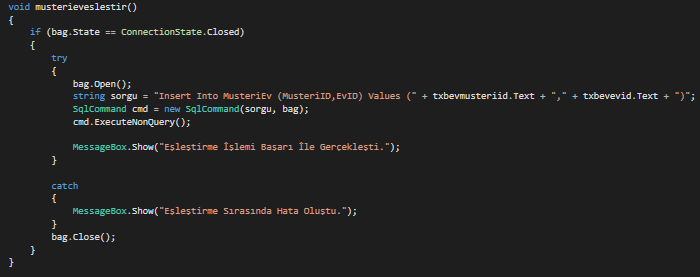 void musterieveslestir()
{
if (bag.State == ConnectionState.Closed)
{
try
{
bag.Open();
string sorgu = "Insert Into MusteriEv (MusteriID,EvID) Values (" + txbevmusteriid.Text + "," + txbevevid.Text + ")";
SqlCommand cmd = new SqlCommand(sorgu, bag);
cmd.ExecuteNonQuery();
MessageBox.Show("Eşleştirme İşlemi Başarı İle Gerçekleşti.");
}
catch
{
MessageBox.Show("Eşleştirme Sırasında Hata Oluştu.");
}
bag.Close();
}
}